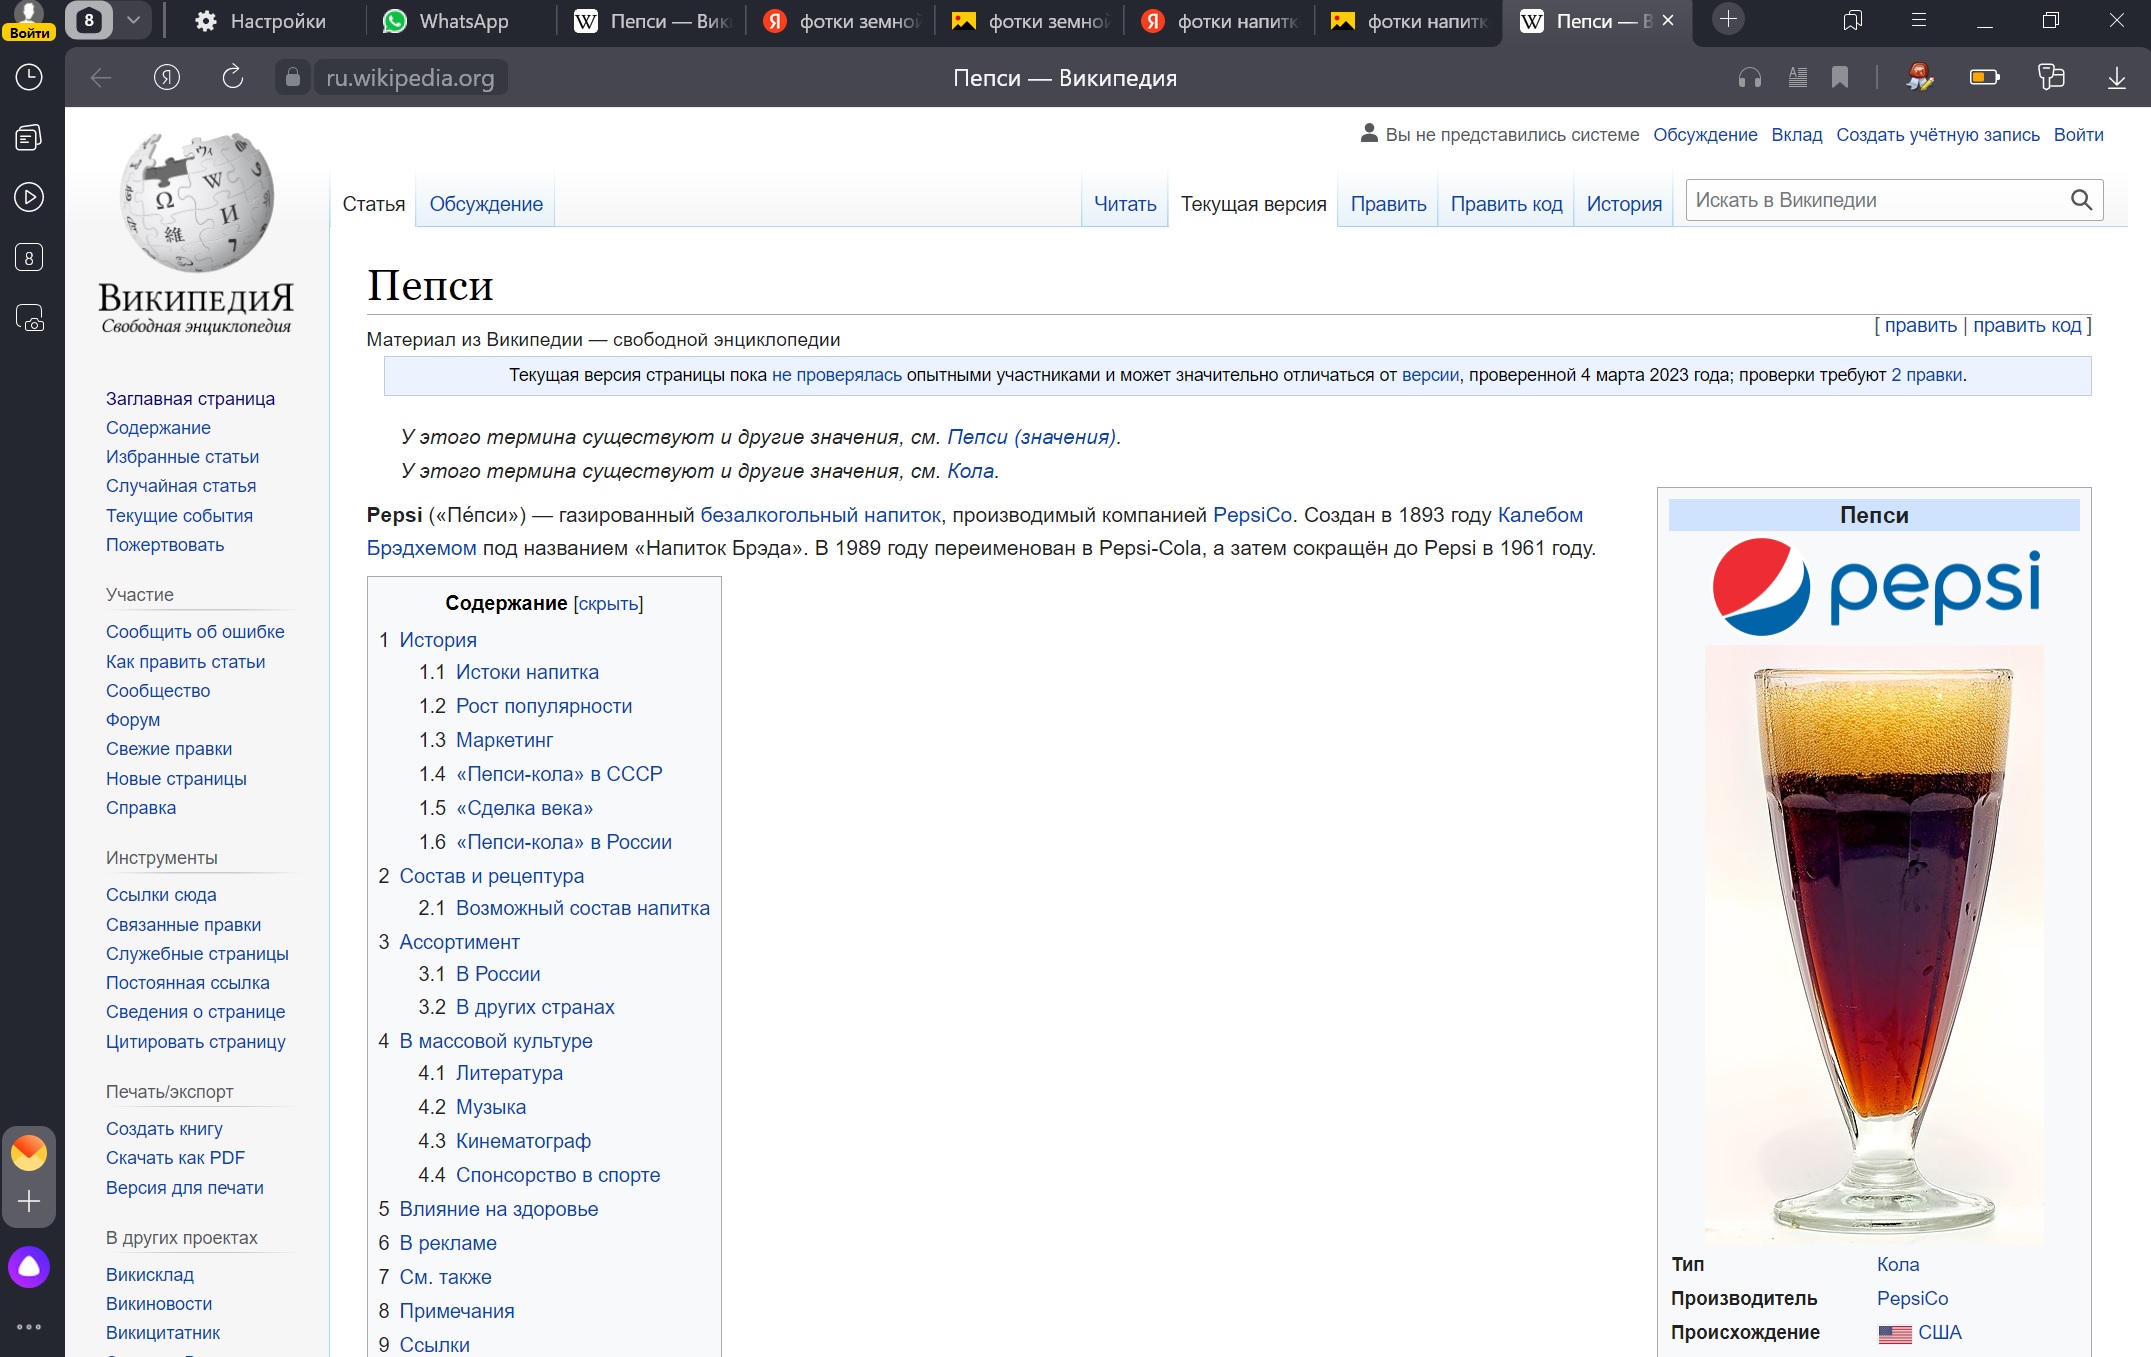 Войти
8
Настройки
WhatsApp
Пепси — Вик
фотки земной
фотки земной
фотки напитк
фотки напитк
Пепси — В
ru.wikipedia.org
Пепси — Википедия
8
Ω
W
И
維
ВИКИПЕДИЯ
Свободная энциклопедия
Вы не представились системе Обсуждение Вклад Создать учётную запись Войти
Статья Обсуждение Читать Текущая версия Править Править код История Искать в Википедии
Заглавная страница
Содержание
Избранные статьи
Случайная статья
Текущие события
Пожертвовать
Участие
Сообщить об ошибке
Как править статьи
Сообщество
Форум
Свежие правки
Новые страницы
Справка
Инструменты
Ссылки сюда
Связанные правки
Служебные страницы
Постоянная ссылка
Сведения о странице
Цитировать страницу
Печать/экспорт
Создать книгу
Скачать как PDF
Версия для печати
В других проектах
Викисклад
Викиновости
Викицитатник
Пепси
[ править | править код ]
Материал из Википедии — свободной энциклопедии
Текущая версия страницы пока не проверялась опытными участниками и может значительно отличаться от версии, проверенной 4 марта 2023 года; проверки требуют 2 правки.
У этого термина существуют и другие значения, см. Пепси (значения).
У этого термина существуют и другие значения, см. Кола.
Pepsi («Пе́пси») — газированный безалкогольный напиток, производимый компанией PepsiCo. Создан в 1893 году Калебом
Брэдхемом под названием «Напиток Брэда». В 1989 году переименован в Pepsi-Cola, а затем сокращён до Pepsi в 1961 году.
Содержание [скрыть]
1 История
1.1 Истоки напитка
1.2 Рост популярности
1.3 Маркетинг
1.4 «Пепси-кола» в СССР
1.5 «Сделка века»
1.6 «Пепси-кола» в России
2 Состав и рецептура
2.1 Возможный состав напитка
3 Ассортимент
3.1 В России
3.2 В других странах
4 В массовой культуре
4.1 Литература
4.2 Музыка
4.3 Кинематограф
4.4 Спонсорство в спорте
5 Влияние на здоровье
6 В рекламе
7 См. также
8 Примечания
9 Ссылки
Пепси
pepsi
Тип Кола
Производитель PepsiCo
Происхождение США